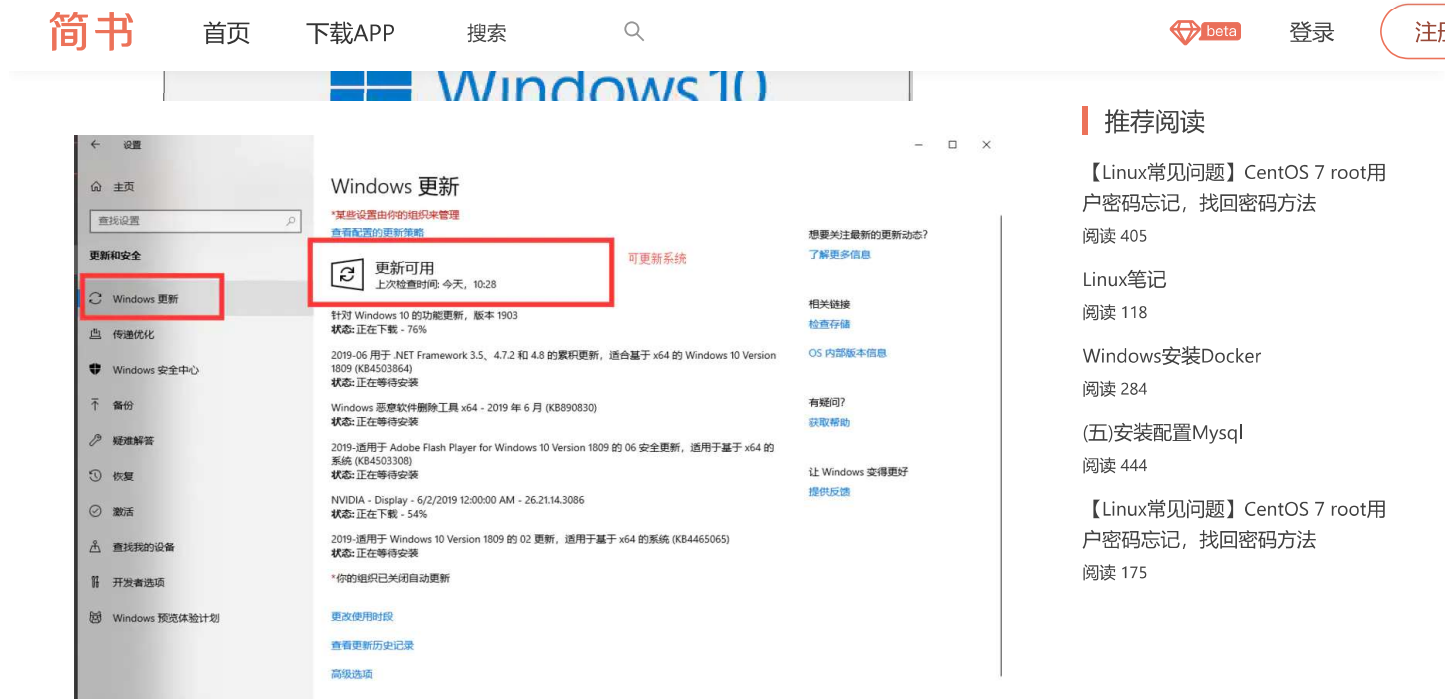 简书
首页
下载APP
搜索
beta
登录
注册
Windows 10
设置
主页
查找设置
更新和安全
Windows 更新
传递优化
Windows 安全中心
备份
疑难解答
恢复
激活
查找我的设备
开发者选项
Windows 预览体验计划
Windows 更新
*某些设置由你的组织来管理
查看配置的更新策略
更新可用
上次检查时间: 今天，10:28
可更新系统
针对 Windows 10 的功能更新，版本 1903
状态: 正在下载 - 76%
2019-06 用于 .NET Framework 3.5、4.7.2 和 4.8 的累积更新，适合基于 x64 的 Windows 10 Version
1809 (KB4503864)
状态: 正在等待安装
Windows 恶意软件删除工具 x64 - 2019 年 6 月 (KB890830)
状态: 正在等待安装
2019-适用于 Adobe Flash Player for Windows 10 Version 1809 的 06 安全更新，适用于基于 x64 的
系统 (KB4503308)
状态: 正在等待安装
NVIDIA - Display - 6/2/2019 12:00:00 AM - 26.21.14.3086
状态: 正在下载 - 54%
2019-适用于 Windows 10 Version 1809 的 02 更新，适用于基于 x64 的系统 (KB4465065)
状态: 正在等待安装
*你的组织已关闭自动更新
更改使用时段
查看更新历史记录
高级选项
想要关注最新的更新动态?
了解更多信息
相关链接
检查存储
OS 内部版本信息
有疑问?
获取帮助
让 Windows 变得更好
提供反馈
推荐阅读
【Linux常见问题】CentOS 7 root用
户密码忘记，找回密码方法
阅读 405
Linux笔记
阅读 118
Windows安装Docker
阅读 284
(五)安装配置Mysql
阅读 444
【Linux常见问题】CentOS 7 root用
户密码忘记，找回密码方法
阅读 175